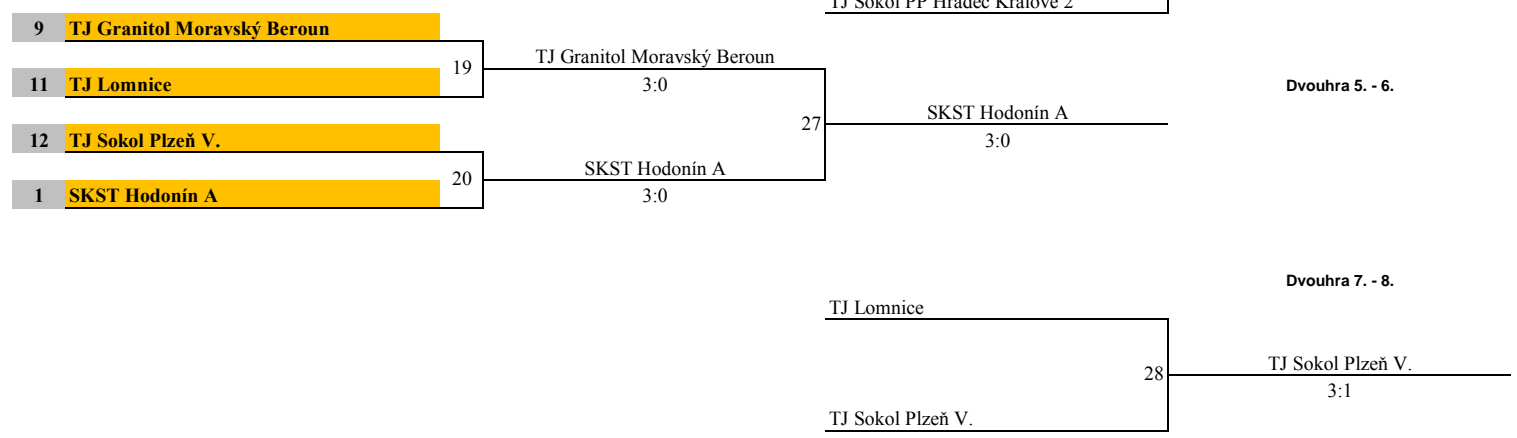 TJ Sokol PP Hradec Králové 2
9 TJ Granitol Moravský Beroun
19 TJ Granitol Moravský Beroun
11 TJ Lomnice 3:0 Dvouhra 5. - 6.
27 SKST Hodonín A
12 TJ Sokol Plzeň V. 3:0
20 SKST Hodonín A
1 SKST Hodonín A 3:0
Dvouhra 7. - 8.
TJ Lomnice
28 TJ Sokol Plzeň V.
3:1
TJ Sokol Plzeň V.